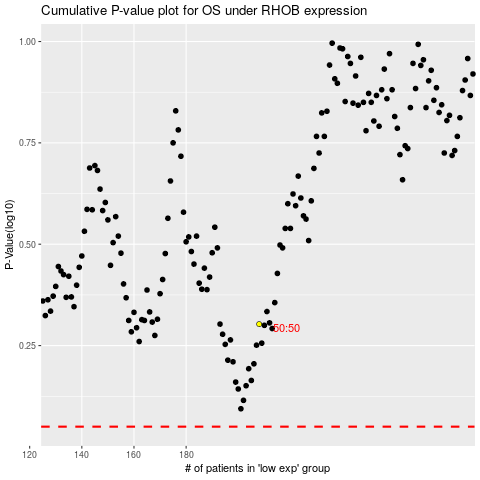 Cumulative P-value plot for OS under RHOB expression
P-Value(log10)
1.00
0.75
0.50
0.25
50:50
120 140 160 180
# of patients in 'low exp' group